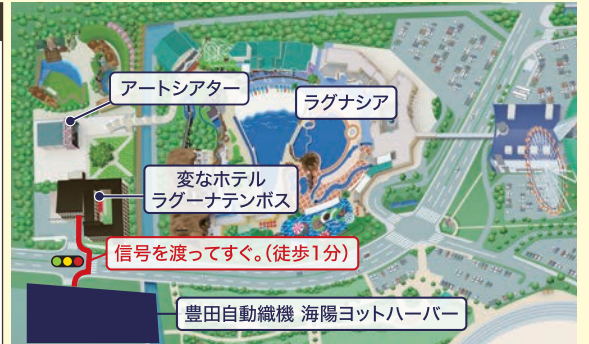 アートシアター
ラグナシア
変なホテル
ラグーナテンボス
信号を渡ってすぐ。(徒歩1分)
豊田自動織機 海陽ヨットハーバー